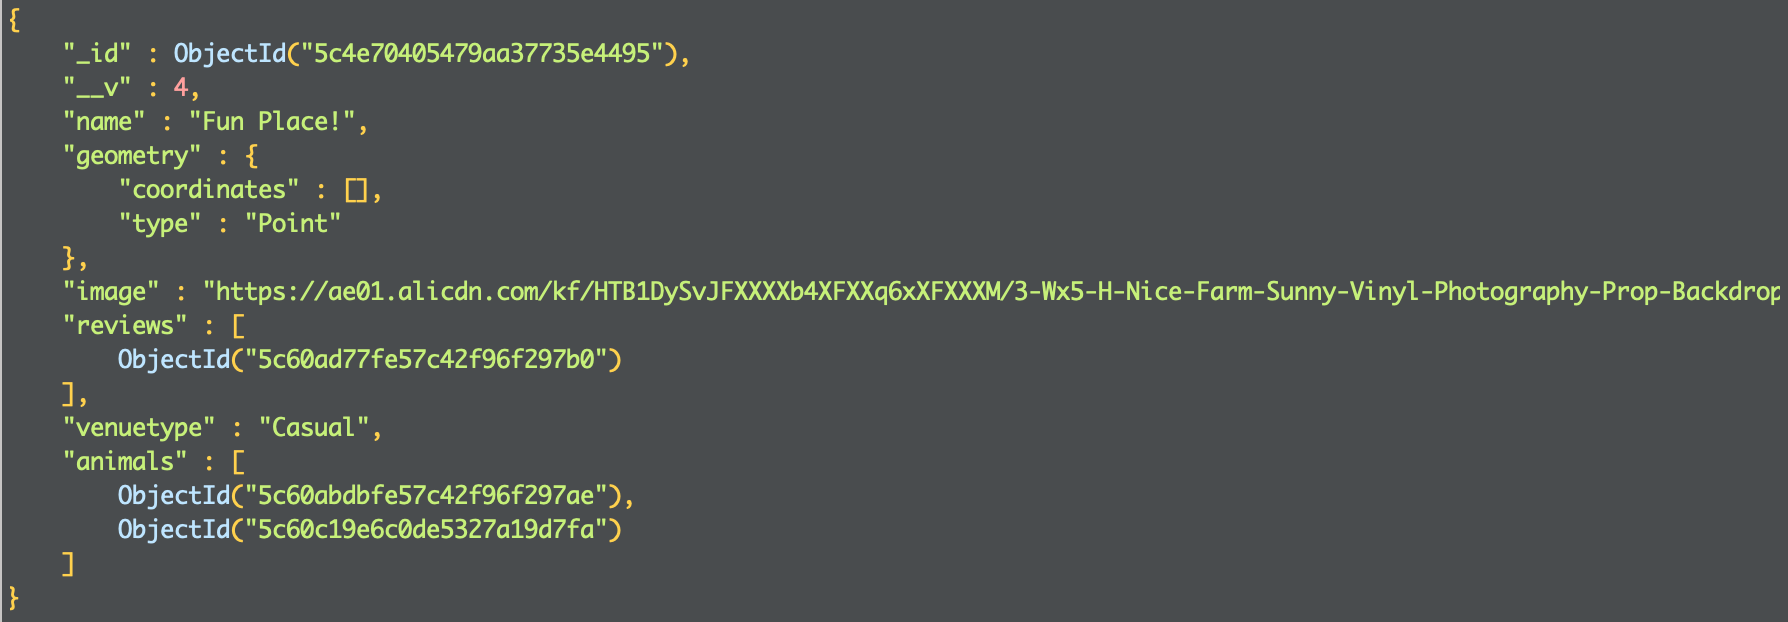 {
    "_id" : ObjectId("5c4e70405479aa37735e4495"),
    "__v" : 4,
    "name" : "Fun Place!",
    "geometry" : {
        "coordinates" : [],
        "type" : "Point"
    },
    "image" : "https://ae01.alicdn.com/kf/HTB1DySvJFXXXXb4XFXXq6xXFXXXM/3-Wx5-H-Nice-Farm-Sunny-Vinyl-Photography-Prop-Backdrop
    "reviews" : [
        ObjectId("5c60ad77fe57c42f96f297b0")
    ],
    "venuetype" : "Casual",
    "animals" : [
        ObjectId("5c60abdbfe57c42f96f297ae"),
        ObjectId("5c60c19e6c0de5327a19d7fa")
    ]
}